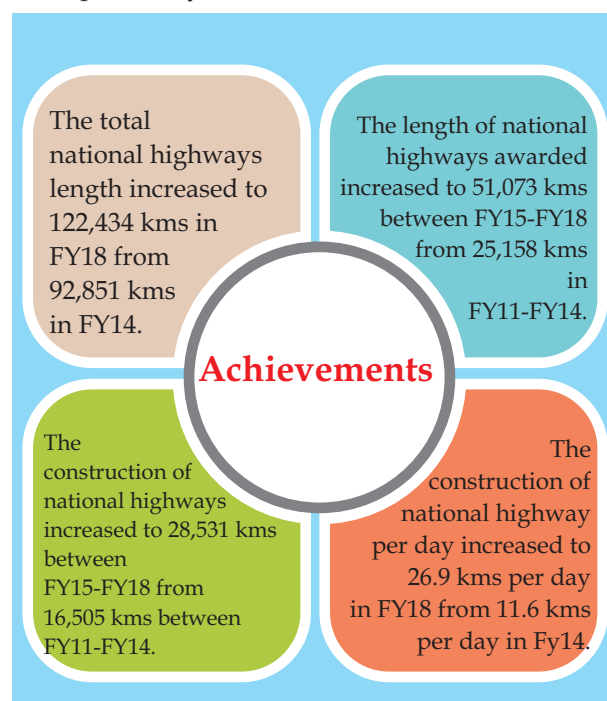 The total
national highways
length increased to
122,434 kms in
FY18 from
92,851 kms
in FY14.
The length of national
highways awarded
increased to 51,073 kms
between FY15-FY18
from 25,158 kms
in
FY11-FY14.
Achievements
The
construction of
national highways
increased to 28,531 kms
between
FY15-FY18 from
16,505 kms between
FY11-FY14.
The
construction of
national highway
per day increased to
26.9 kms per day
in FY18 from 11.6 kms
per day in Fy14.